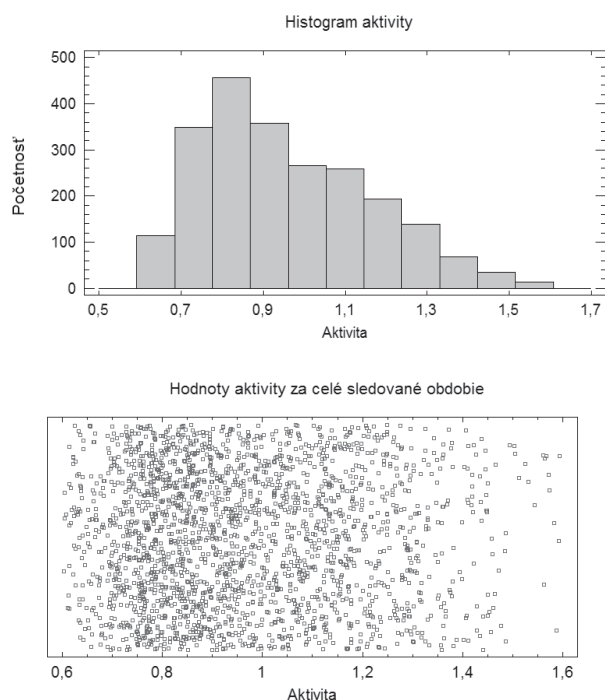 Histogram aktivity
500
400
300
200
100
0
Početnosť
0,5 0,7 0,9 1,1 1,3 1,5 1,7
Aktivita
Hodnoty aktivity za celé sledované obdobie
0,6 0,8 1 1,2 1,4 1,6
Aktivita